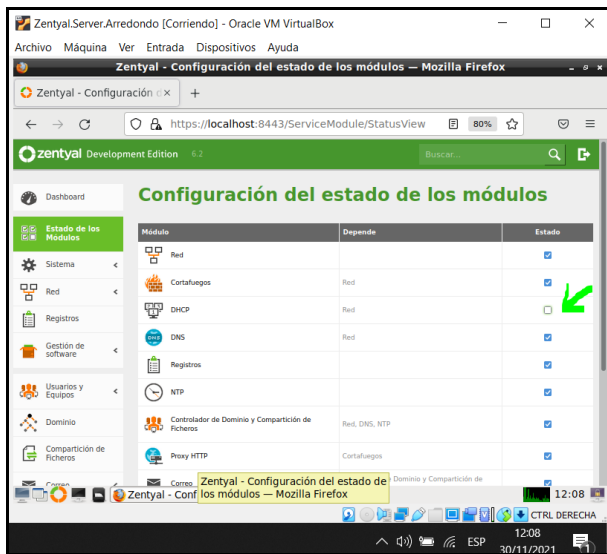 Zentyal.Server.Arredondo [Corriendo] - Oracle VM VirtualBox
Archivo Máquina Ver Entrada Dispositivos Ayuda
Zentyal - Configuración del estado de los módulos — Mozilla Firefox
Zentyal - Configuración d
https://localhost:8443/ServiceModule/StatusView 80%
zentyal Development Edition 6.2 Buscar...
Dashboard
Estado de los Módulos
Sistema
Red
Registros
Gestión de software
Usuarios y Equipos
Dominio
Compartición de Ficheros
Correo
Configuración del estado de los módulos
Módulo Depende Estado
Red
Cortafuegos Red
DHCP Red
DNS Red
Registros
NTP
Controlador de Dominio y Compartición de Ficheros Red, DNS, NTP
Proxy HTTP Cortafuegos
Correo Dominio y Compartición de
Zentyal - Configuración del estado de los módulos — Mozilla Firefox
Zentyal - Conf
12:08
CTRL DERECHA
ESP
12:08
30/11/2021
1